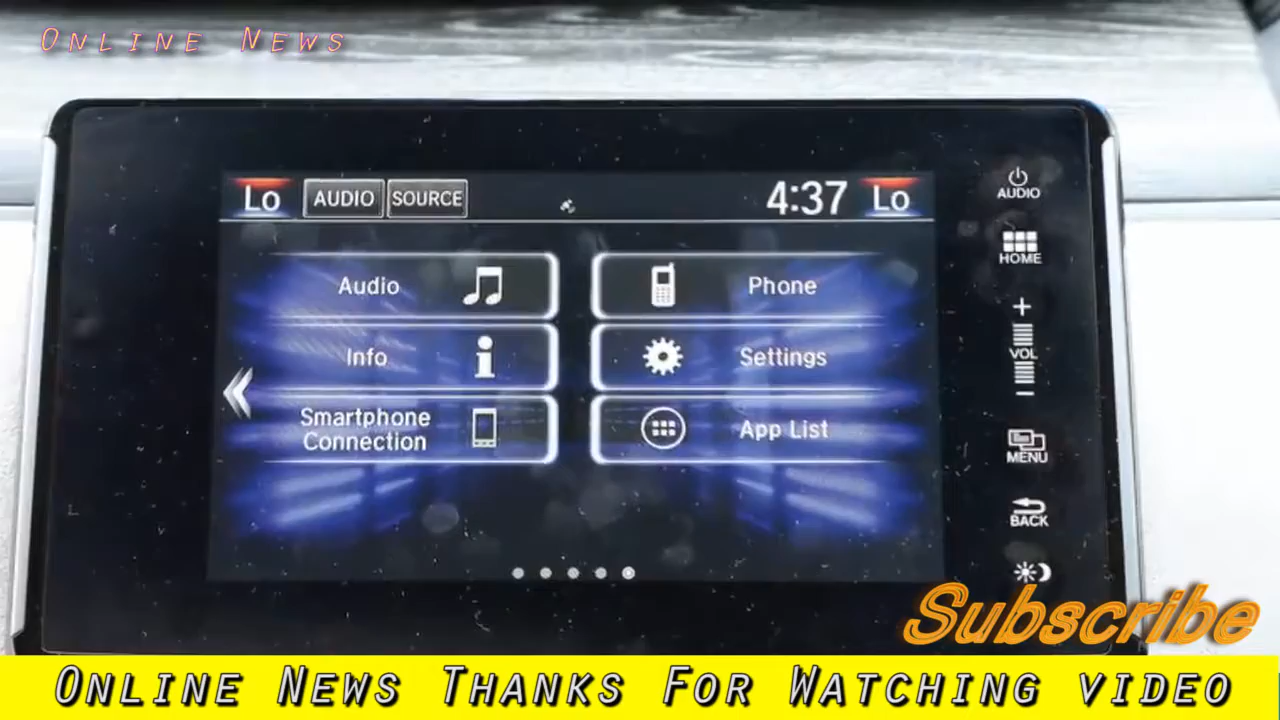 Online News
Lo AUDIO SOURCE 4:37 Lo
Audio
Phone
Info
Settings
Smartphone
Connection
App List
AUDIO
HOME
+
VOL
−
MENU
BACK
Subscribe
Online News Thanks For Watching video